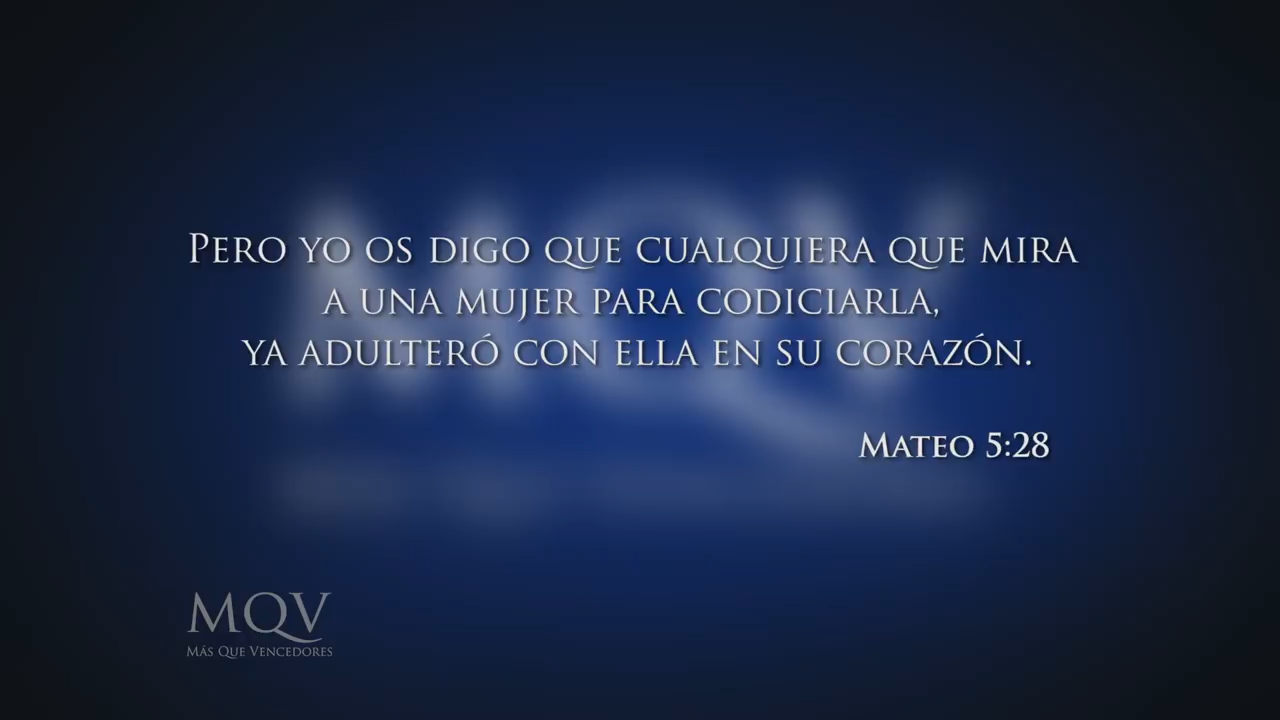 Pero yo os digo que cualquiera que mira
a una mujer para codiciarla,
ya adulteró con ella en su corazón.
Mateo 5:28
MQV
Más Que Vencedores